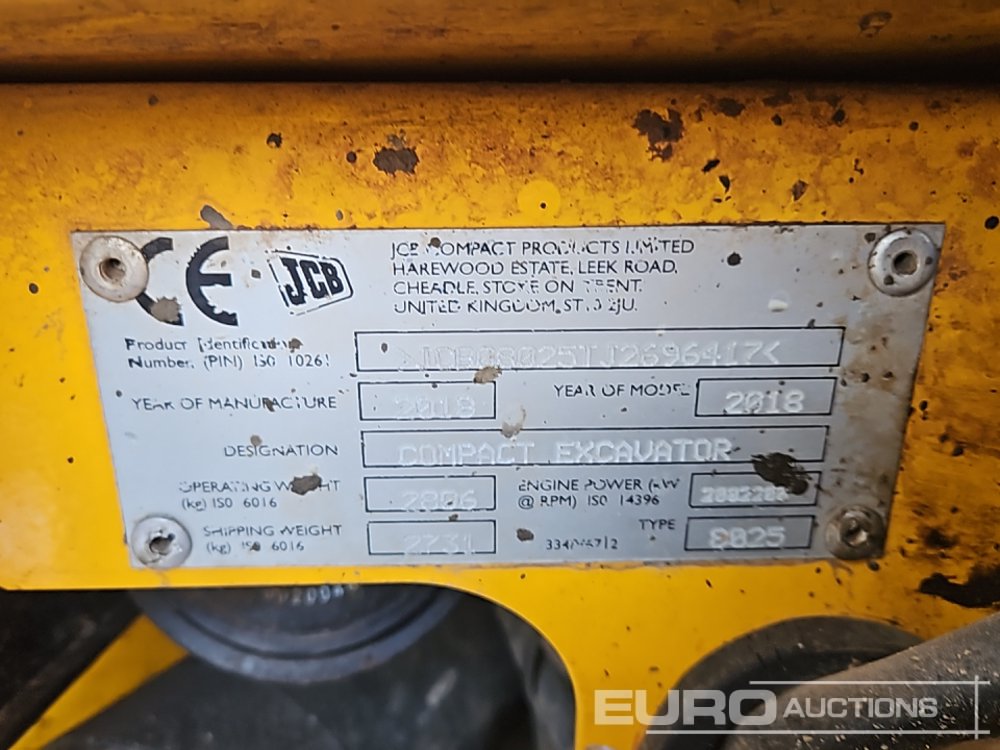 CE JCB
JCB COMPACT PRODUCTS LIMITED
HAREWOOD ESTATE, LEEK ROAD,
CHEADLE, STOKE ON TRENT,
UNITED KINGDOM, ST10 2JU.
Product Identification
Number. (PIN) ISO 10261
JCB08025TJ2696417<
YEAR OF MANUFACTURE 2018 YEAR OF MODEL 2018
DESIGNATION COMPACT EXCAVATOR
OPERATING WEIGHT
(kg) ISO 6016
2806
ENGINE POWER (kW
@ RPM) ISO 14396
SHIPPING WEIGHT
(kg) ISO 6016
2731
TYPE 8025
EURO AUCTIONS